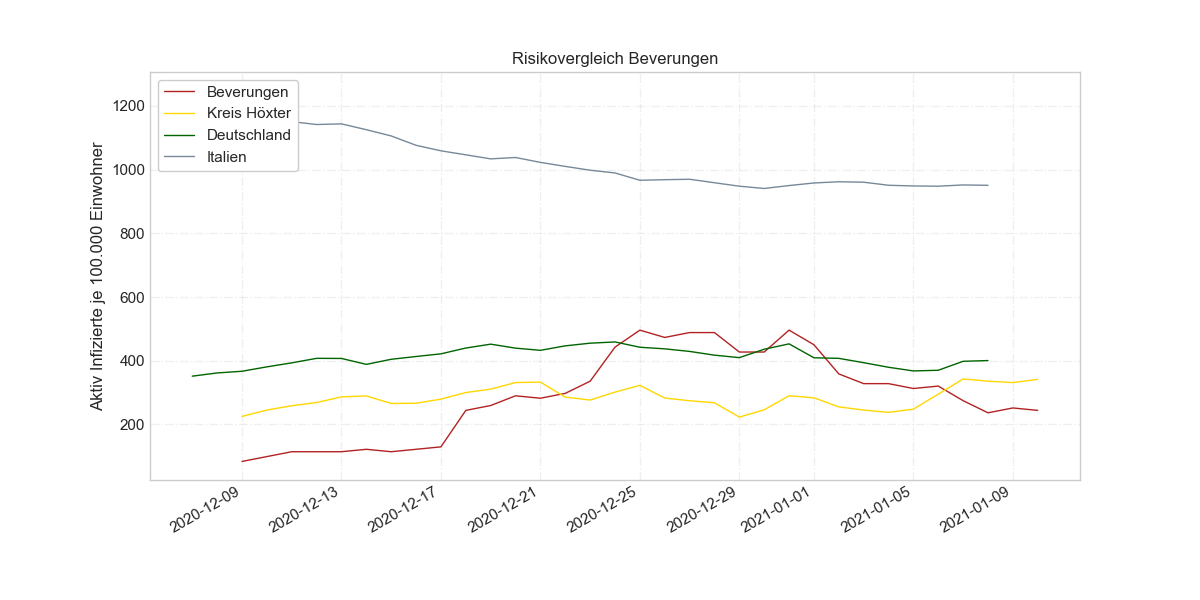 Risikovergleich Beverungen
Beverungen
Kreis Höxter
Deutschland
Italien
Aktiv Infizierte je 100.000 Einwohner
1200
1000
800
600
400
200
2020-12-09
2020-12-13
2020-12-17
2020-12-21
2020-12-25
2020-12-29
2021-01-01
2021-01-05
2021-01-09